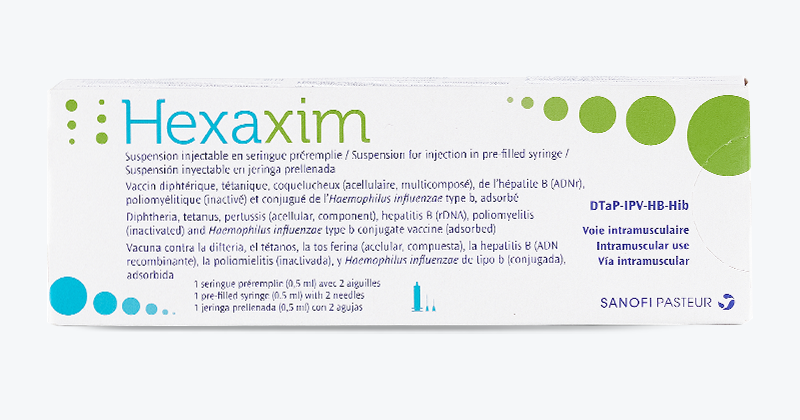 Hexaxim
Suspension injectable en seringue préremplie / Suspension for injection in pre-filled syringe /
Suspensión inyectable en jeringa prellenada
Vaccin diphtérique, tétanique, coquelucheux (acellulaire, multicomposé), de l'hépatite B (ADNr),
poliomyélitique (inactivé) et conjugué de l'Haemophilus influenzae type b, adsorbé
Diphtheria, tetanus, pertussis (acellular, component), hepatitis B (rDNA), poliomyelitis
(inactivated) and Haemophilus influenzae type b conjugate vaccine (adsorbed)
Vacuna contra la difteria, el tétanos, la tos ferina (acelular, compuesta), la hepatitis B (ADN
recombinante), la poliomielitis (inactivada), y Haemophilus influenzae de tipo b (conjugada),
adsorbida
1 seringue préremplie (0,5 ml) avec 2 aiguilles
1 pre-filled syringe (0.5 ml) with 2 needles
1 jeringa prellenada (0,5 ml) con 2 agujas
DTaP-IPV-HB-Hib
Voie intramusculaire
Intramuscular use
Vía intramuscular
SANOFI PASTEUR